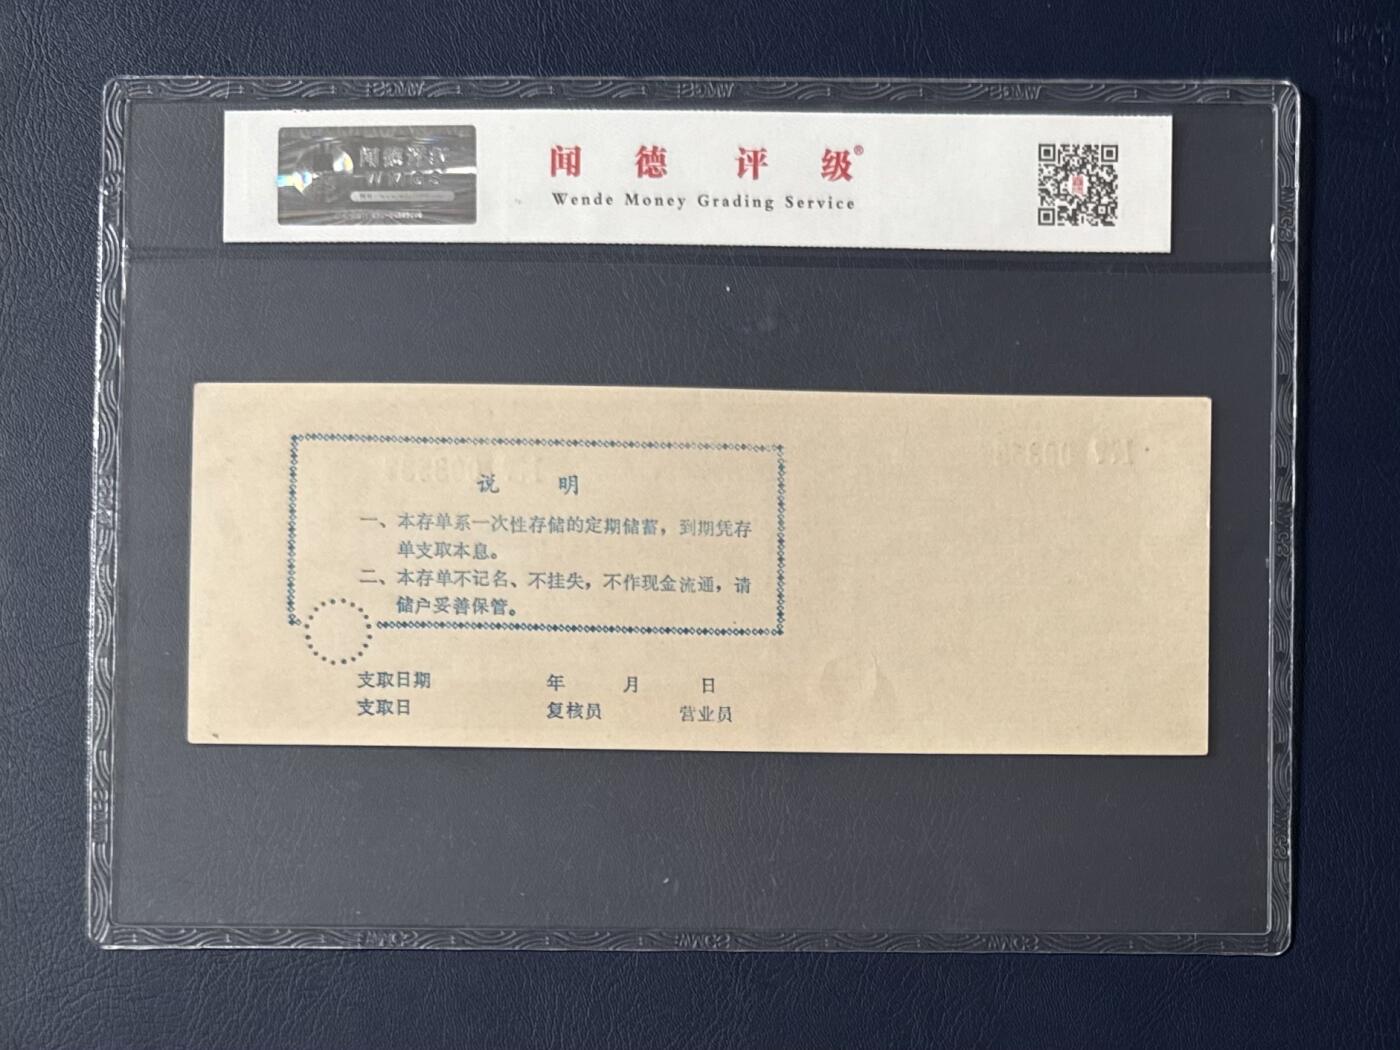 闻德评级®
Wende Money Grading Service
说 明
一、本存单系一次性存储的定期储蓄，到期凭存
单支取本息。
二、本存单不记名、不挂失，不作现金流通，请
储户妥善保管。
支取日期 年 月 日
支取日 复核员 营业员